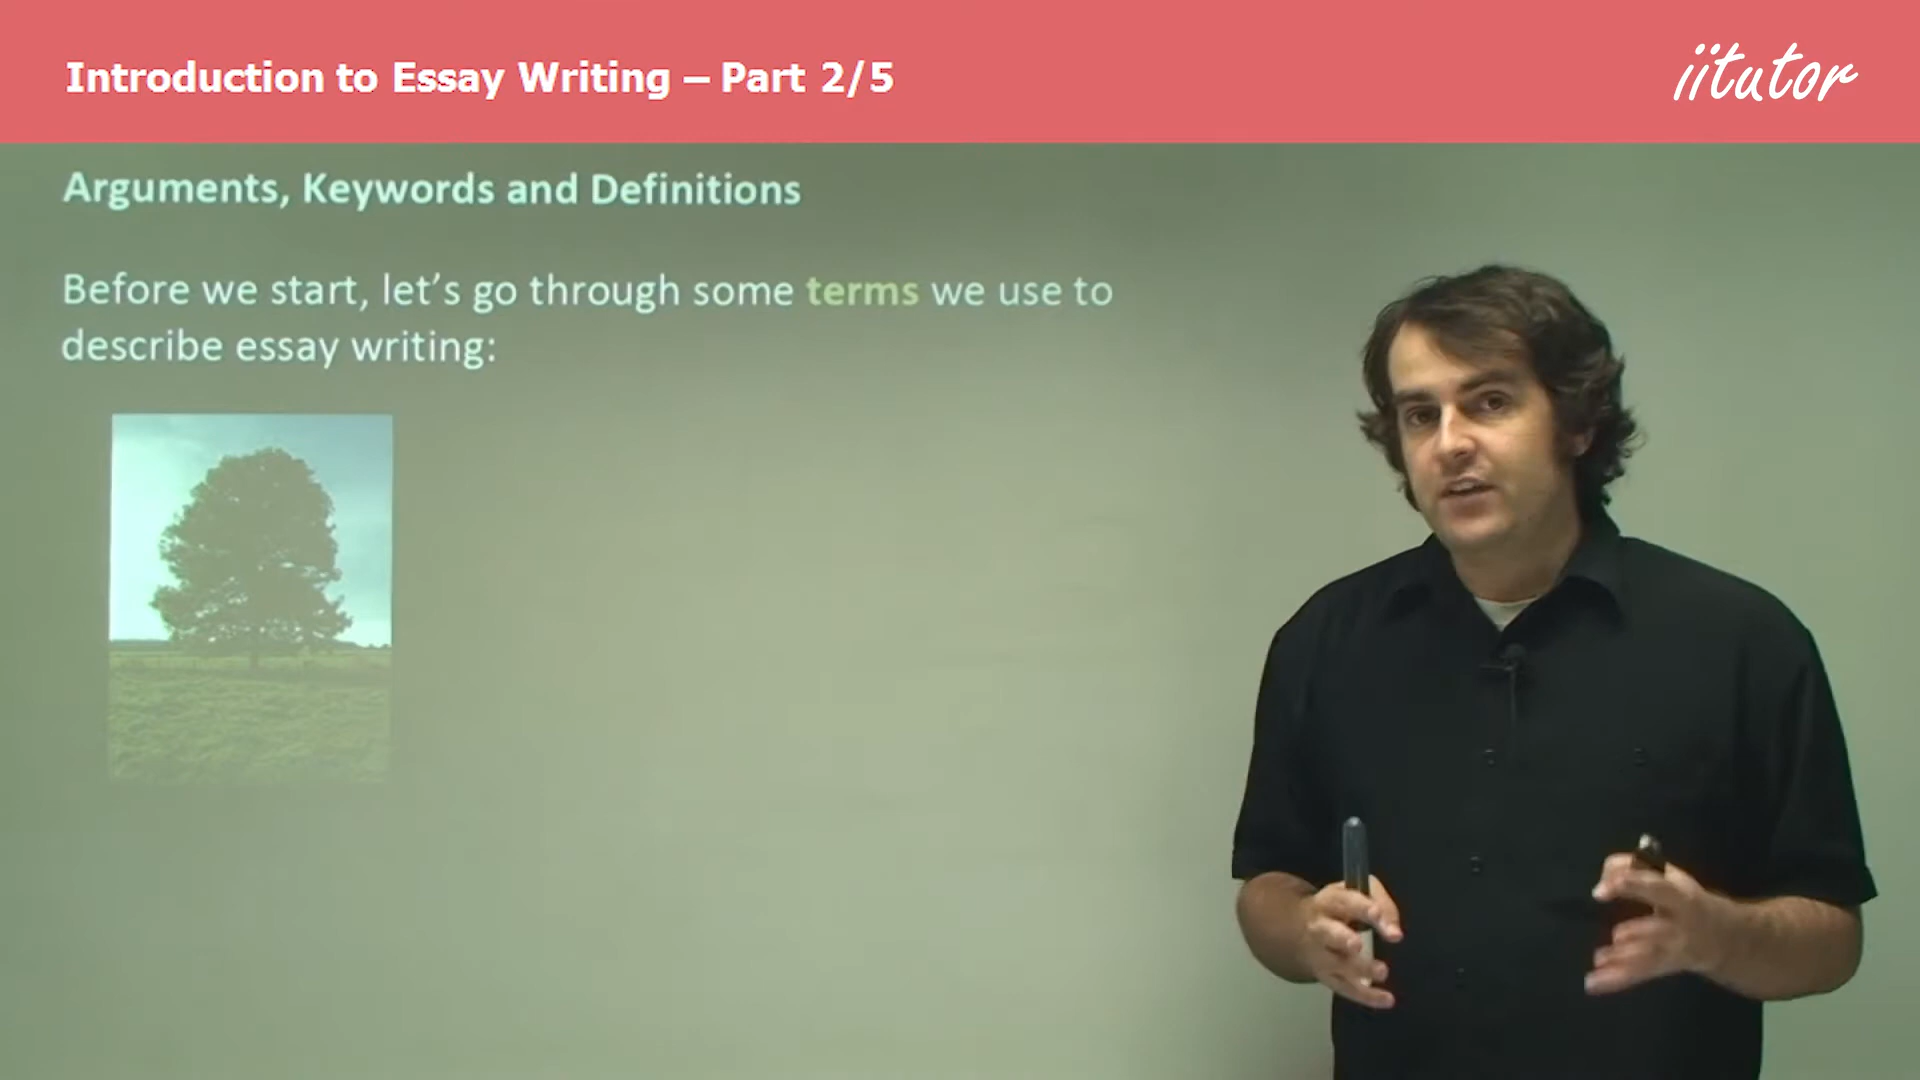 Introduction to Essay Writing – Part 2/5
iitutor
Arguments, Keywords and Definitions
Before we start, let’s go through some terms we use to
describe essay writing: